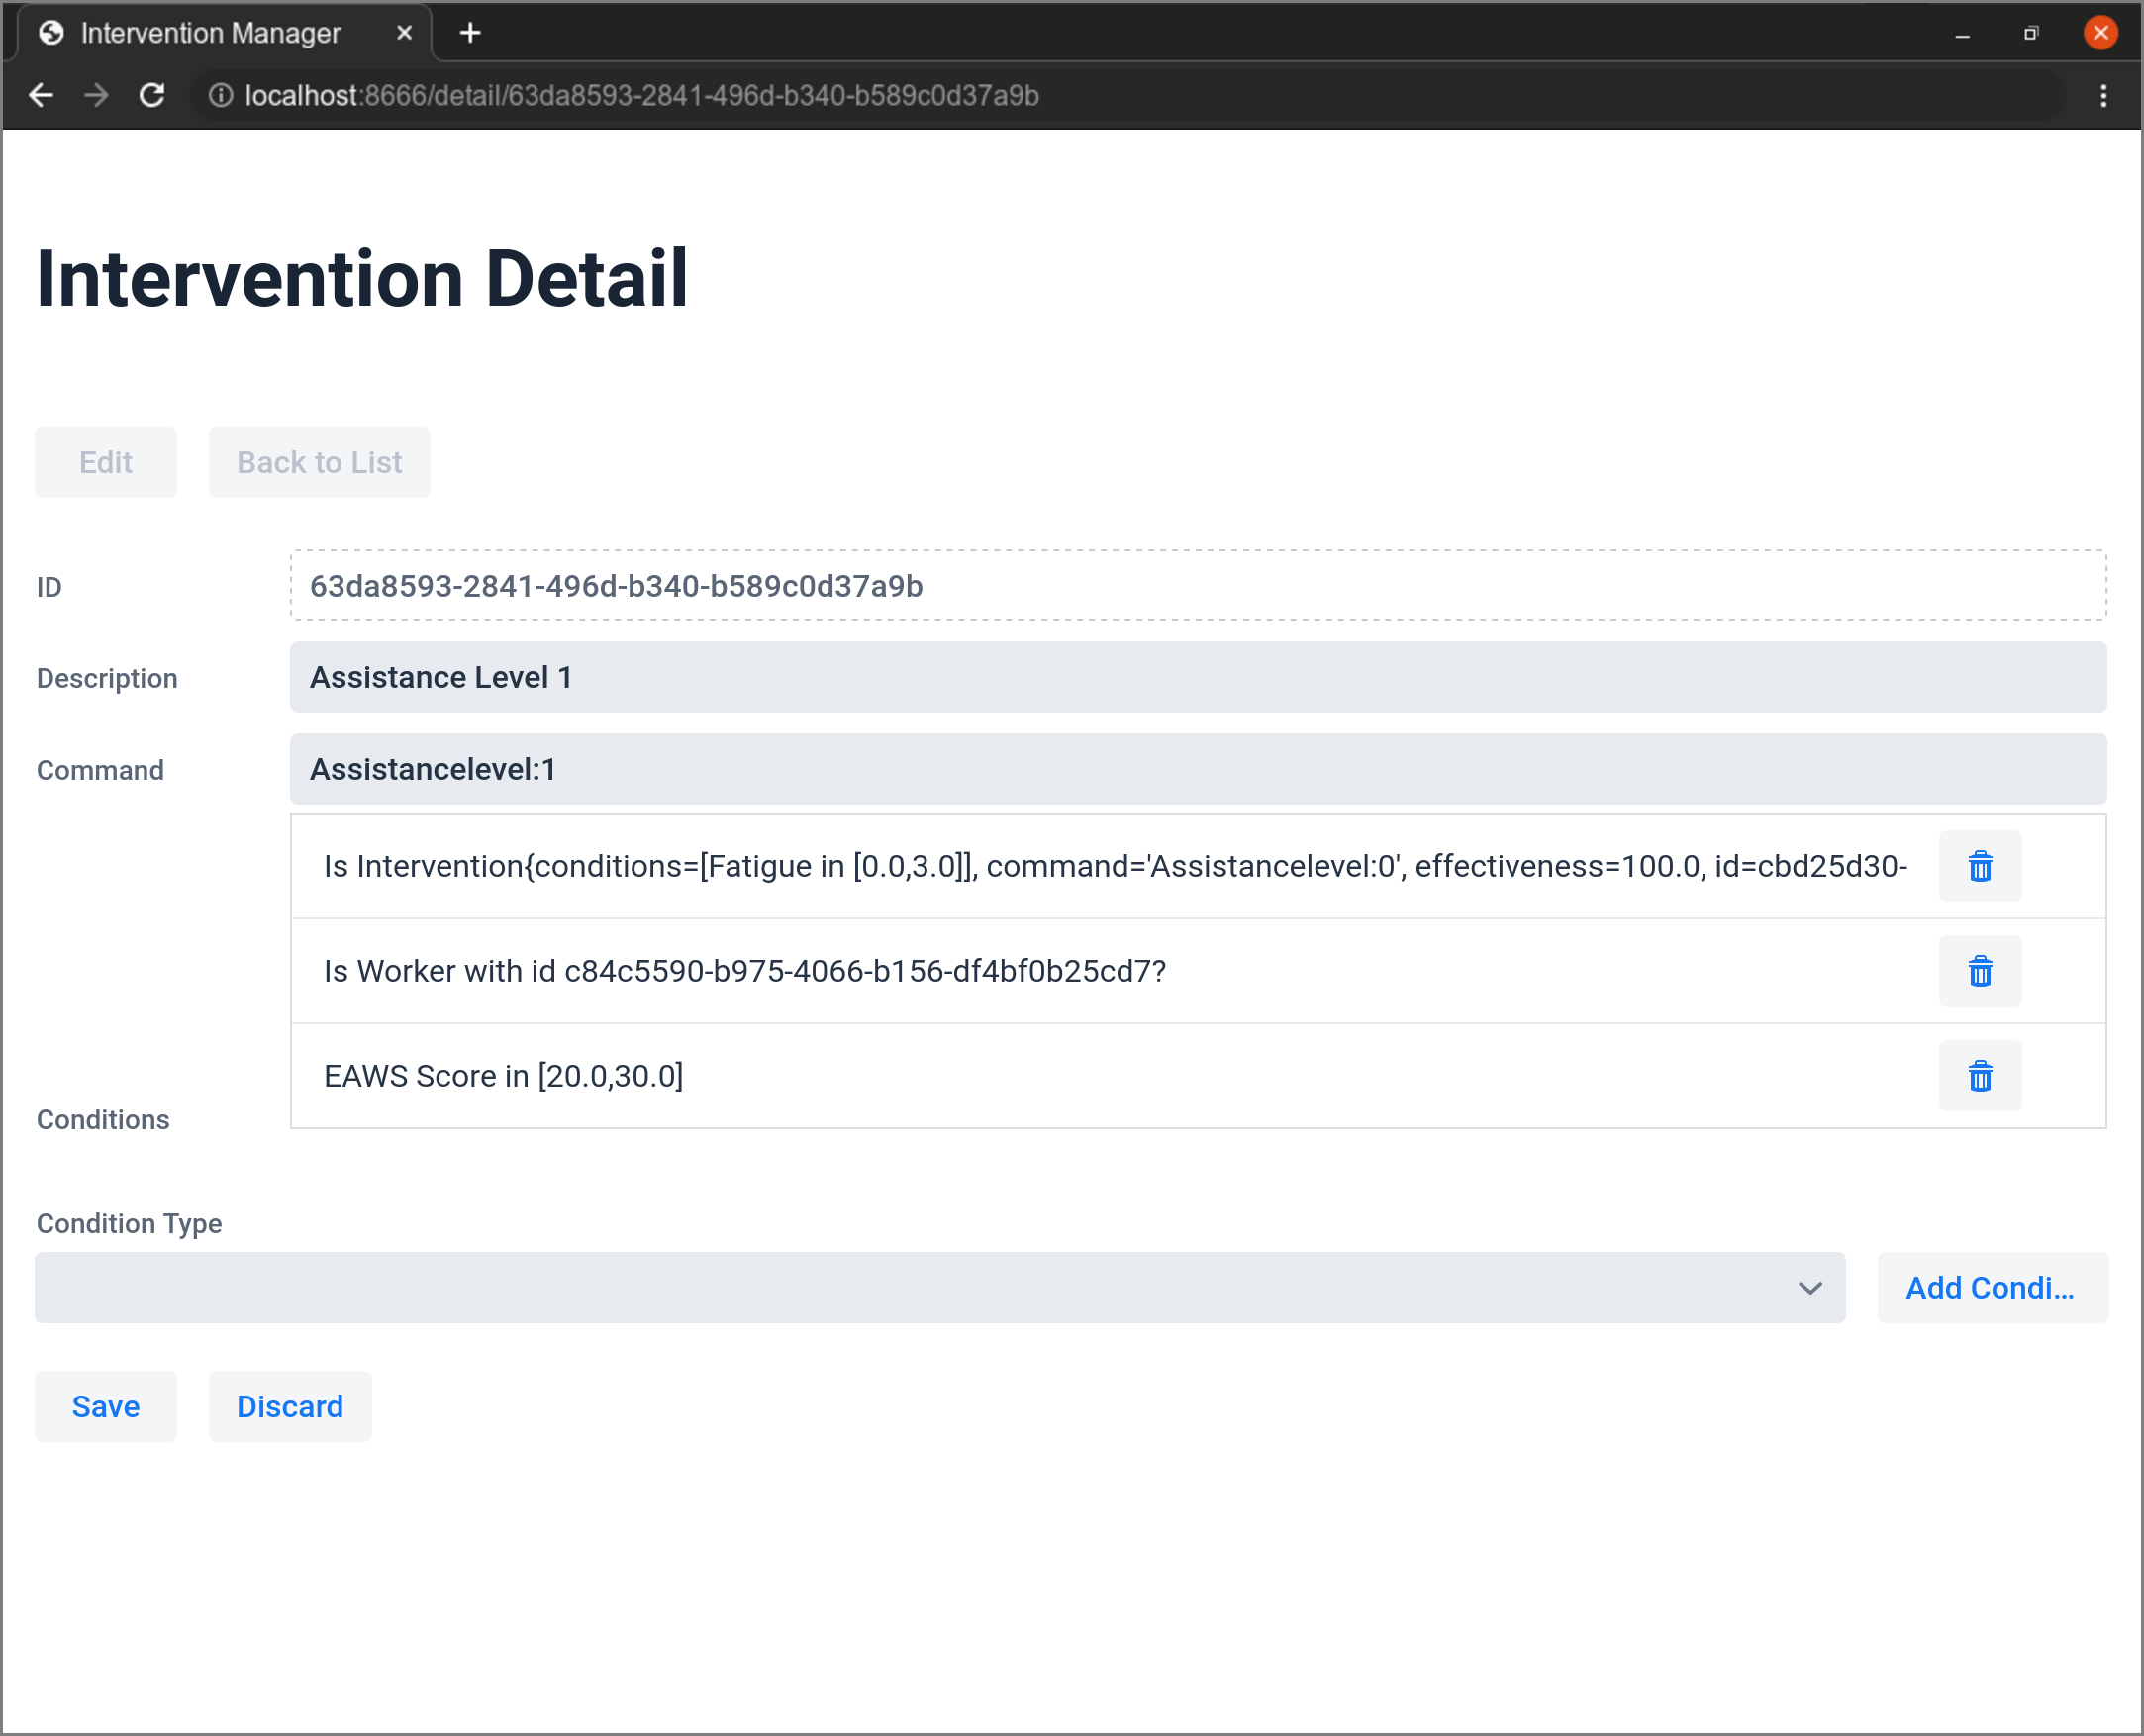 Intervention Manager
localhost:8666/detail/63da8593-2841-496d-b340-b589c0d37a9b
Intervention Detail
Edit Back to List
ID 63da8593-2841-496d-b340-b589c0d37a9b
Description Assistance Level 1
Command Assistancelevel:1
Is Intervention{conditions=[Fatigue in [0.0,3.0]], command='Assistancelevel:0', effectiveness=100.0, id=cbd25d30-
Is Worker with id c84c5590-b975-4066-b156-df4bf0b25cd7?
EAWS Score in [20.0,30.0]
Conditions
Condition Type
Add Condi...
Save Discard